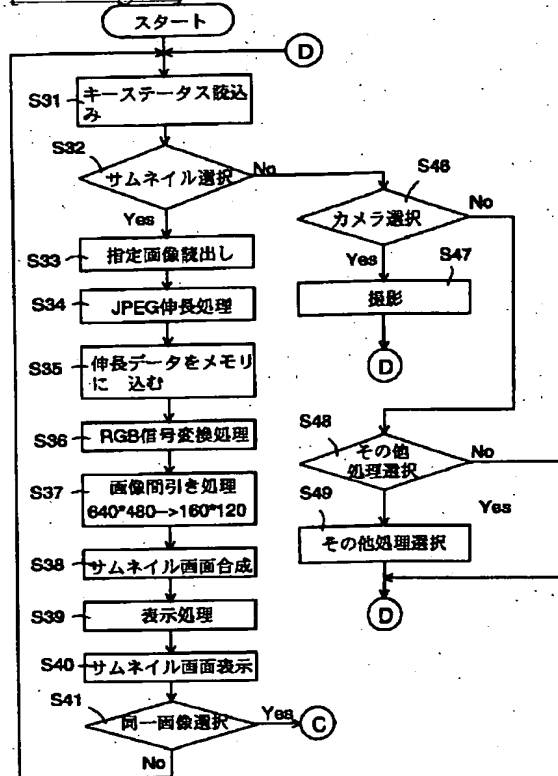 スタート
D
S31
キーステータス読込
み
S32
サムネイル選択
No
Yes
S33
指定画像読出し
S34
JPEG伸長処理
S35
伸長データをメモリ
に 込む
S36
RGB信号変換処理
S37
画像間引き処理
640*480->160*120
S38
サムネイル画面合成
S39
表示処理
S40
サムネイル画面表示
S41
同一画像選択
Yes
C
No
S46
カメラ選択
No
Yes
S47
撮影
D
S48
その他
処理選択
No
Yes
S49
その他処理選択
D